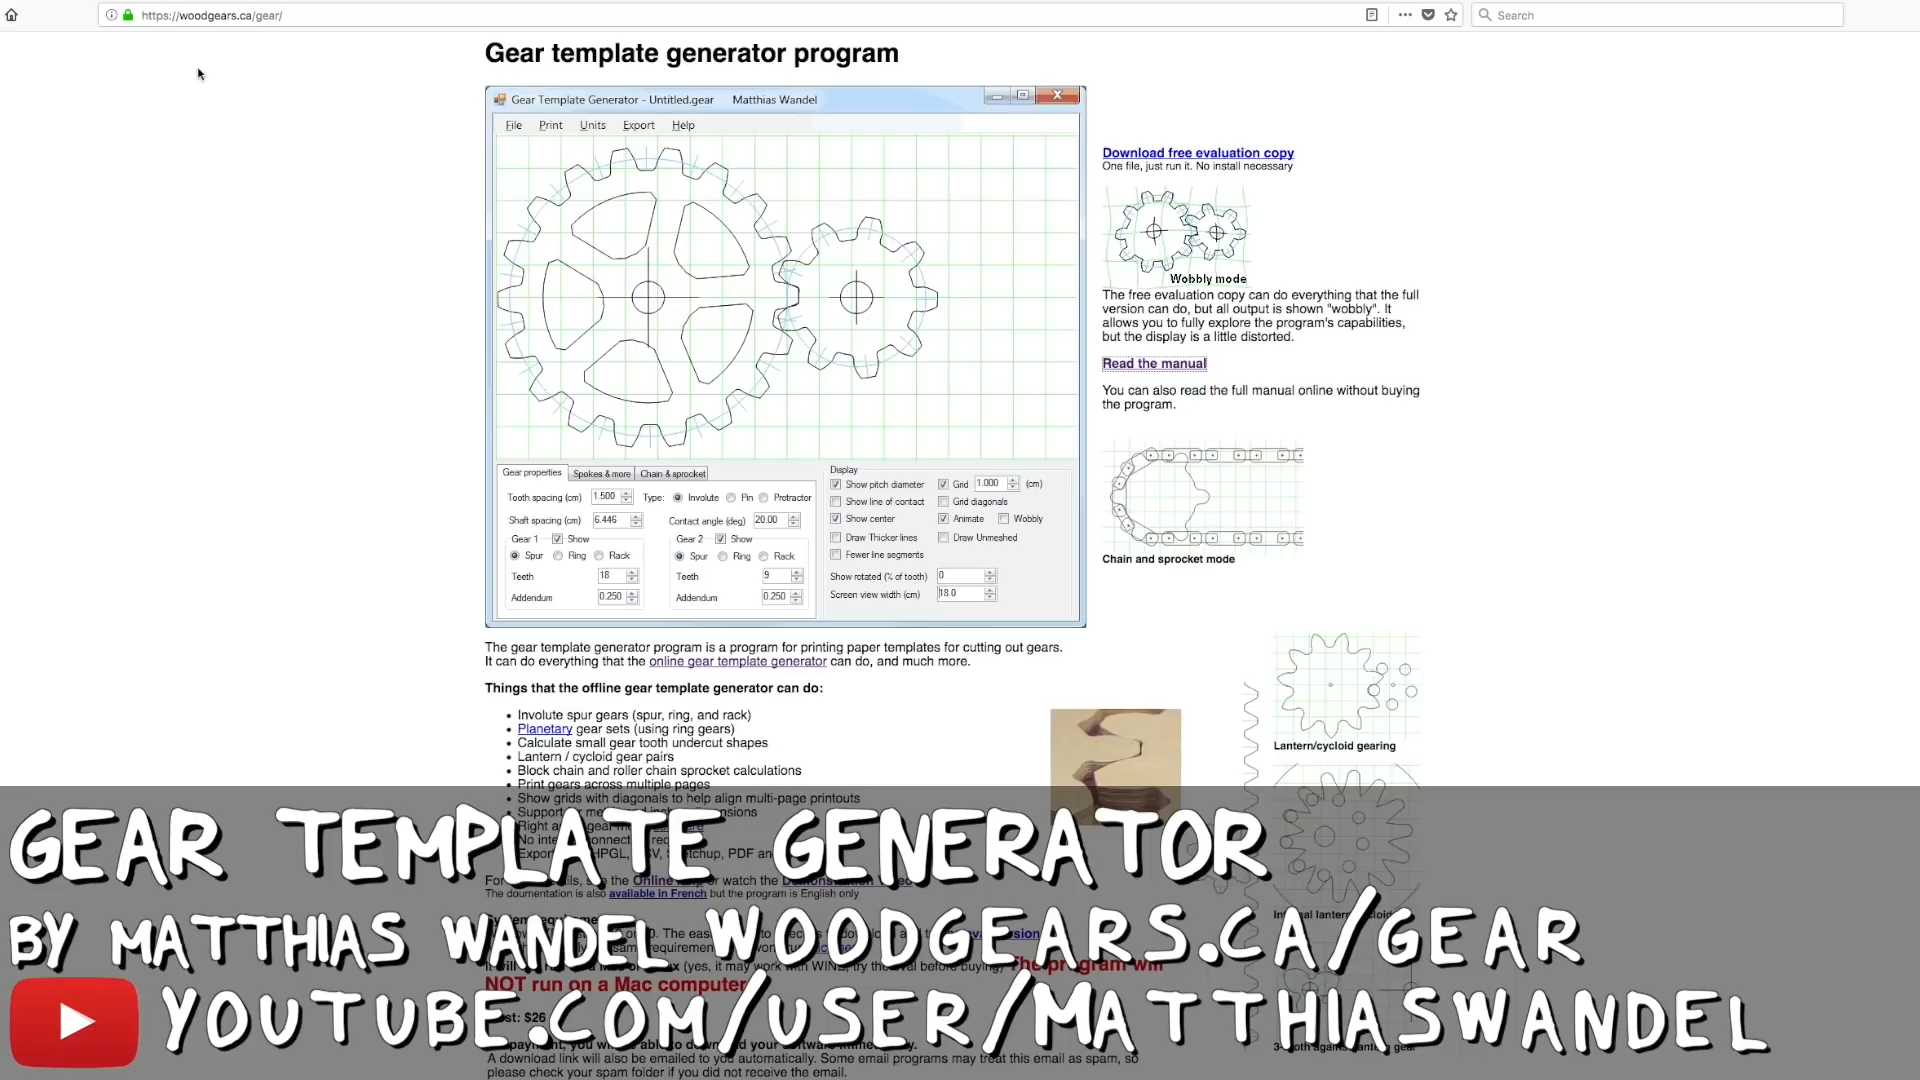 https://woodgears.ca/gear/
Search
Gear template generator program
Gear Template Generator - Untitled.gear Matthias Wandel
File Print Units Export Help
Gear properties Spokes & more Chain & sprocket
Tooth spacing (cm) 1.500 Type: Involute Pin Protractor
Shaft spacing (cm) 6.446 Contact angle (deg) 20.00
Gear 1 Show Gear 2 Show
Spur Ring Rack Spur Ring Rack
Teeth 18 Teeth 9
Addendum 0.250 Addendum 0.250
Display
Show pitch diameter Grid 1.000 (cm)
Show line of contact Grid diagonals
Show center Animate Wobbly
Draw Thicker lines Draw Unmeshed
Fewer line segments
Show rotated (% of tooth) 0
Screen view width (cm) 18.0
Download free evaluation copy
One file, just run it. No install necessary
Wobbly mode
The free evaluation copy can do everything that the full
version can do, but all output is shown "wobbly". It
allows you to fully explore the program's capabilities,
but the display is a little distorted.
Read the manual
You can also read the full manual online without buying
the program.
Chain and sprocket mode
The gear template generator program is a program for printing paper templates for cutting out gears.
It can do everything that the online gear template generator can do, and much more.
Things that the offline gear template generator can do:
Involute spur gears (spur, ring, and rack)
Planetary gear sets (using ring gears)
Calculate small gear tooth undercut shapes
Lantern / cycloid gear pairs
Block chain and roller chain sprocket calculations
Print gears across multiple pages
Show grids with diagonals to help align multi-page printouts
Lantern/cycloid gearing
GEAR TEMPLATE GENERATOR
The doumentation is also available in French but the program is English only
BY MATTHIAS WANDEL WOODGEARS.CA/GEAR
(yes, it may work with WINE, try the eval before buying) The program will
NOT run on a Mac computer
YOUTUBE.COM/USER/MATTHIASWANDEL
A download link will also be emailed to you automatically. Some email programs may treat this email as spam, so
please check your spam folder if you did not receive the email.